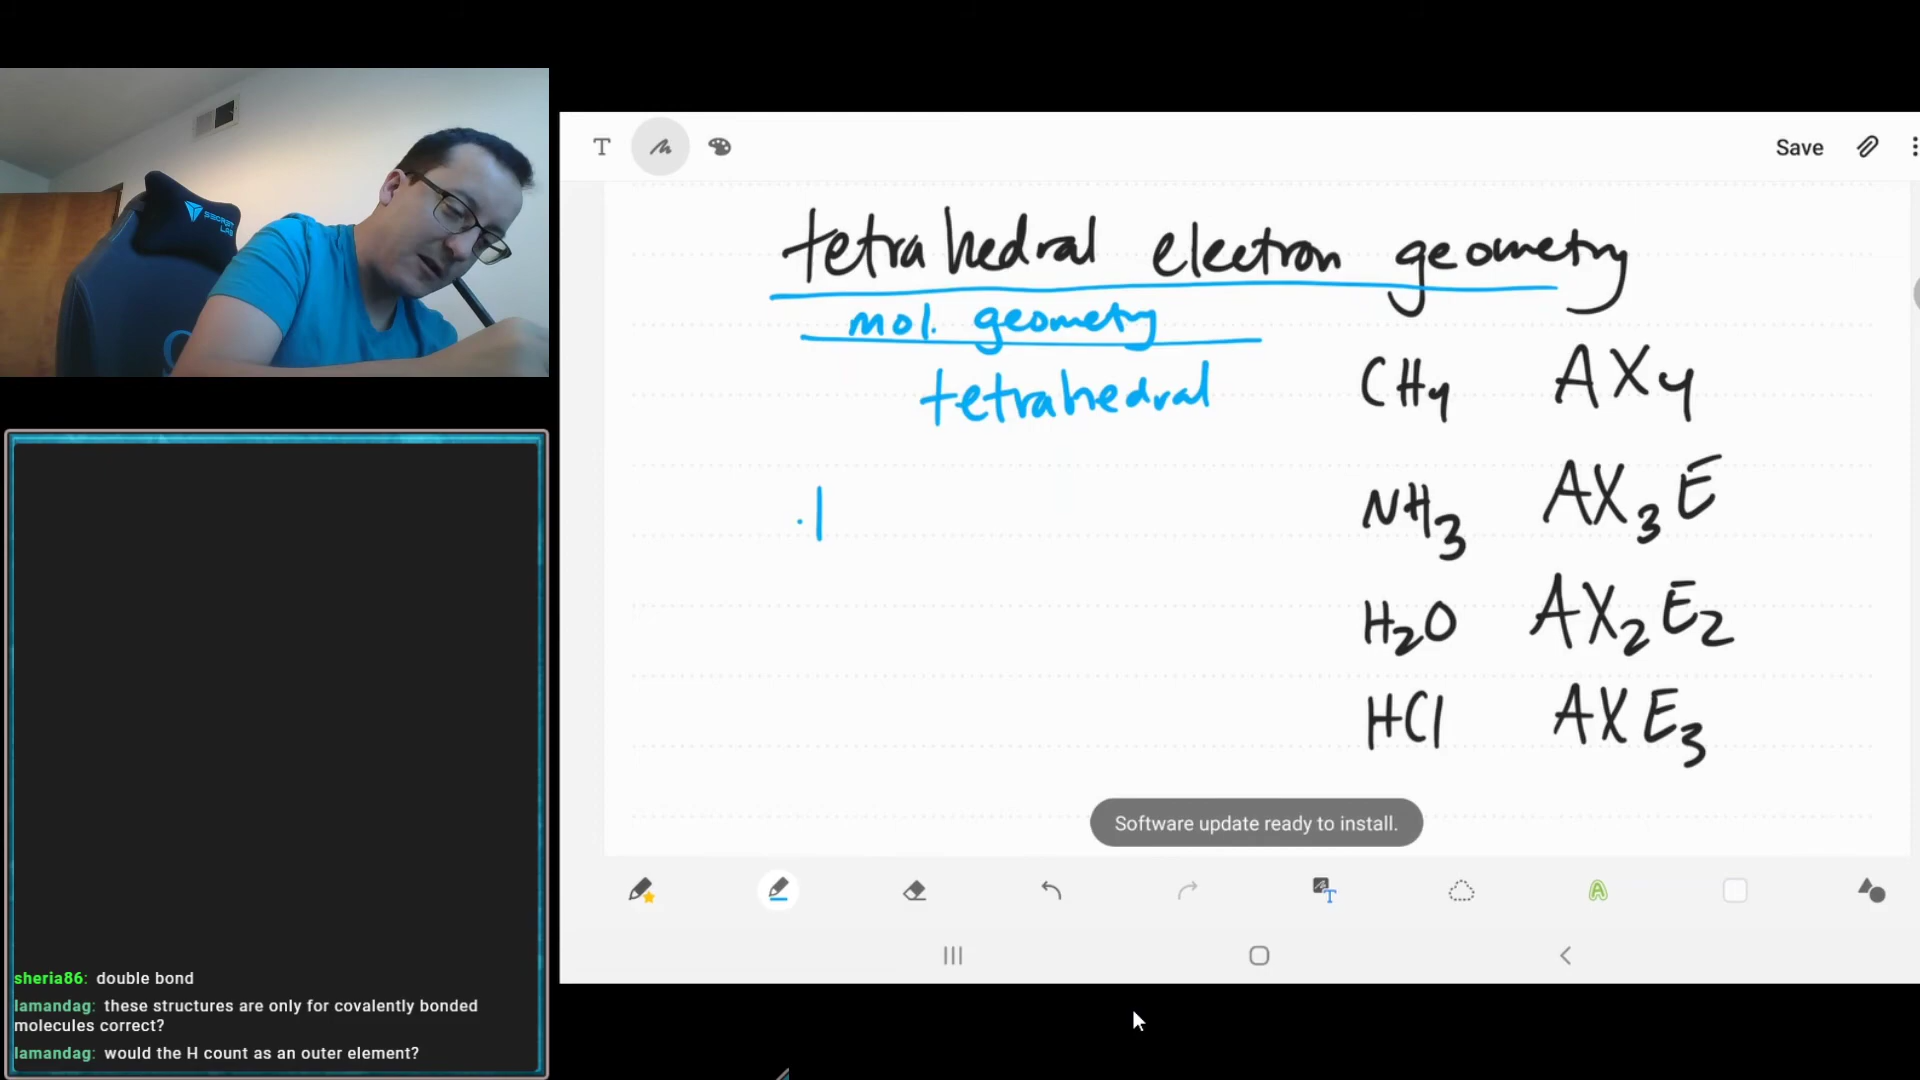 SECRET
LAB
T
Save
tetrahedral electron geometry
mol. geometry
tetrahedral
CH4 AX4
NH3 AX3E
H2O AX2E2
HCl AXE3
Software update ready to install.
T
A
sheria86: double bond
lamandag: these structures are only for covalently bonded
molecules correct?
lamandag: would the H count as an outer element?